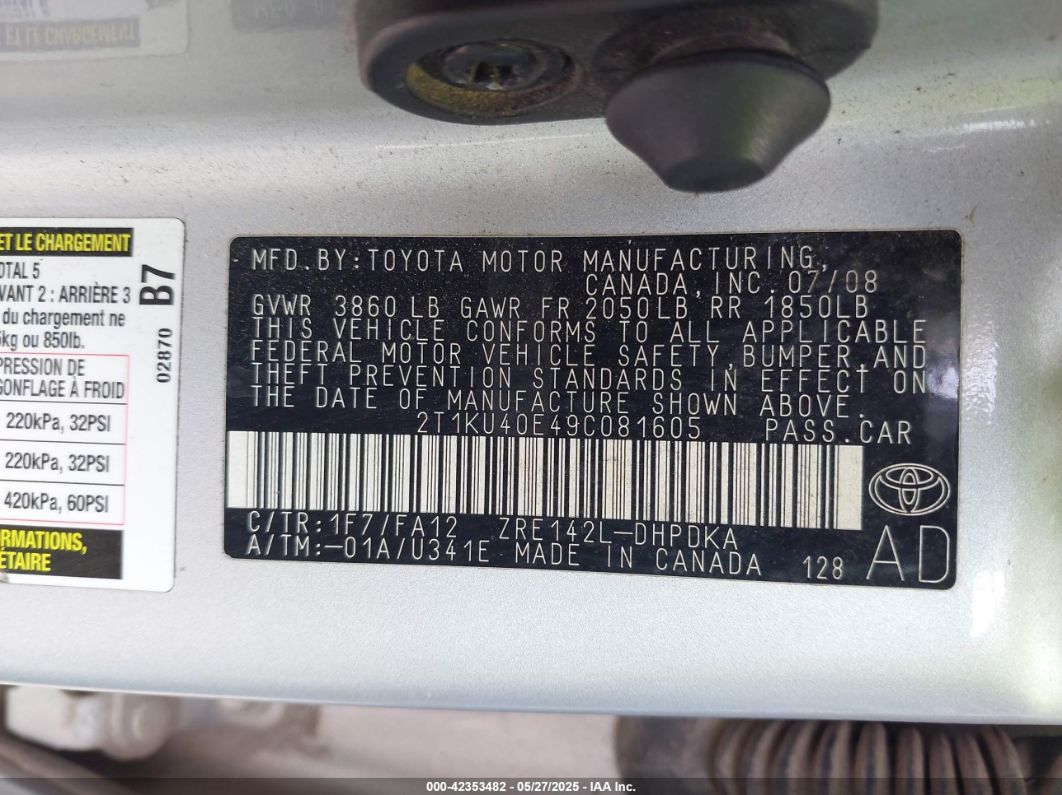 ET LE CHARGEMENT
OTAL 5
VANT 2 : ARRIÈRE 3
du chargement ne
kg ou 850lb.
PRESSION DE
GONFLAGE À FROID
220kPa, 32PSI
220kPa, 32PSI
420kPa, 60PSI
RMATIONS,
ÉTAIRE
B7
02870
MFD. BY: TOYOTA MOTOR MANUFACTURING,
CANADA, INC. 07/08
GVWR 3860 LB GAWR FR 2050LB, RR 1850LB
THIS VEHICLE CONFORMS TO ALL APPLICABLE
FEDERAL MOTOR VEHICLE SAFETY, BUMPER, AND
THEFT PREVENTION STANDARDS IN EFFECT ON
THE DATE OF MANUFACTURE SHOWN ABOVE.
2T1KU40E49C081605 PASS. CAR
C/TR: 1F7/FA12 ZRE142L-DHPDKA
A/TM: -01A/U341E MADE IN CANADA 128
AD
000-42353482 - 05/27/2025 - IAA Inc.